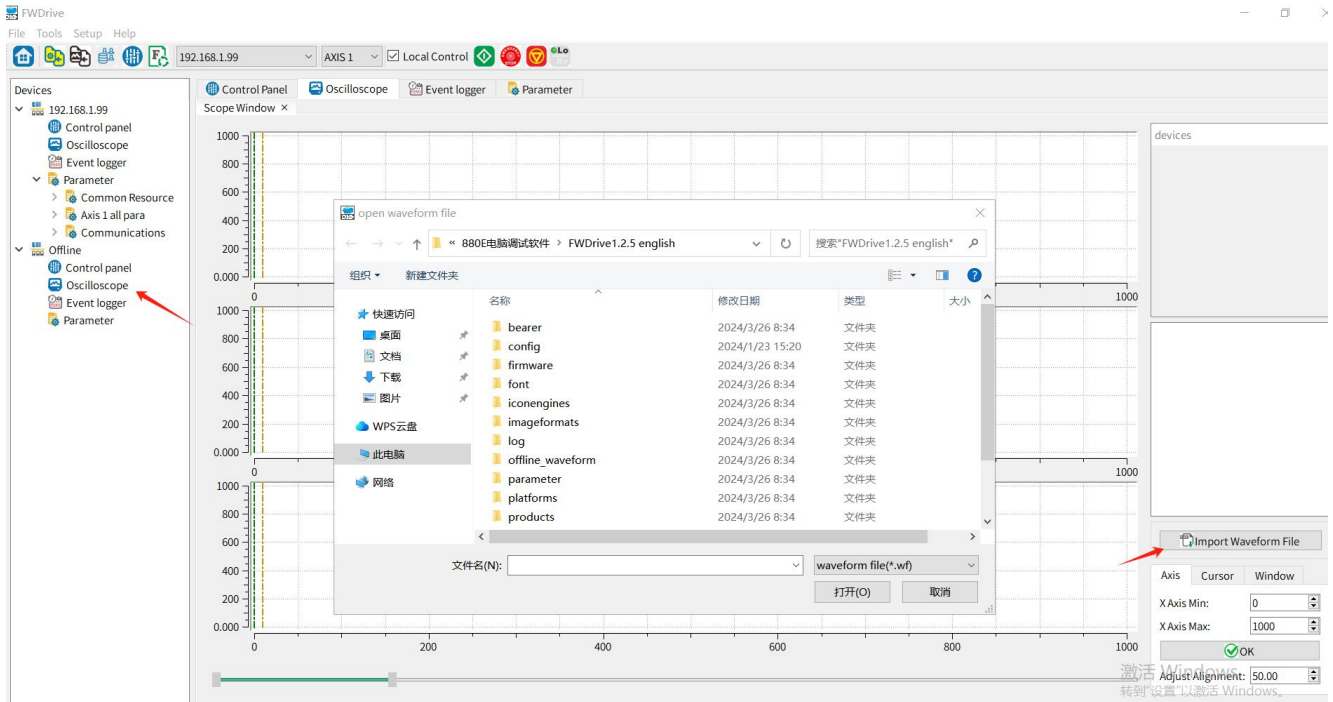 FWDrive
File Tools Setup Help
192.168.1.99 AXIS 1 Local Control Lo
Devices
192.168.1.99
Control panel
Oscilloscope
Event logger
Parameter
Common Resource
Axis 1 all para
Communications
Offline
Control panel
Oscilloscope
Event logger
Parameter
Control Panel Oscilloscope Event logger Parameter
Scope Window ×
1000
800
600
400
200
0.000
0 1000
1000
800
600
400
200
0.000
0 1000
1000
800
600
400
200
0.000
0 200 400 600 800 1000
open waveform file
« 880E电脑调试软件 › FWDrive1.2.5 english 搜索"FWDrive1.2.5 english"
组织 新建文件夹
快速访问
桌面
文档
下载
图片
WPS云盘
此电脑
网络
名称 修改日期 类型 大小
bearer 2024/3/26 8:34 文件夹
config 2024/1/23 15:20 文件夹
firmware 2024/3/26 8:34 文件夹
font 2024/3/26 8:34 文件夹
iconengines 2024/3/26 8:34 文件夹
imageformats 2024/3/26 8:34 文件夹
log 2024/3/26 8:34 文件夹
offline_waveform 2024/3/26 8:34 文件夹
parameter 2024/3/26 8:34 文件夹
platforms 2024/3/26 8:34 文件夹
products 2024/3/26 8:34 文件夹
文件名(N): waveform file(*.wf)
打开(O) 取消
devices
Import Waveform File
Axis Cursor Window
X Axis Min: 0
X Axis Max: 1000
OK
Adjust Alignment: 50.00
激活 Windows
转到"设置"以激活 Windows。